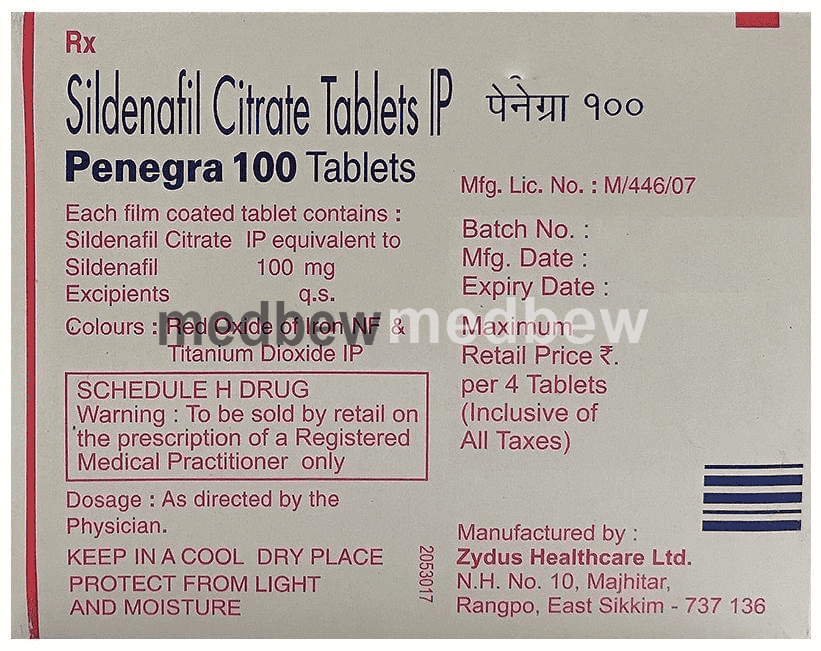 Rx
Sildenafil Citrate Tablets IP पेनेग्रा १००
Penegra 100 Tablets
Each film coated tablet contains :
Sildenafil Citrate IP equivalent to
Sildenafil 100 mg
Excipients q.s.
Colours : Red Oxide of Iron NF &
Titanium Dioxide IP
medbew medbew
SCHEDULE H DRUG
Warning : To be sold by retail on
the prescription of a Registered
Medical Practitioner only
Dosage : As directed by the
Physician.
KEEP IN A COOL DRY PLACE
PROTECT FROM LIGHT
AND MOISTURE
2053017
Mfg. Lic. No. : M/446/07
Batch No. :
Mfg. Date :
Expiry Date :
Maximum
Retail Price ₹.
per 4 Tablets
(Inclusive of
All Taxes)
Manufactured by :
Zydus Healthcare Ltd.
N.H. No. 10, Majhitar,
Rangpo, East Sikkim - 737 136